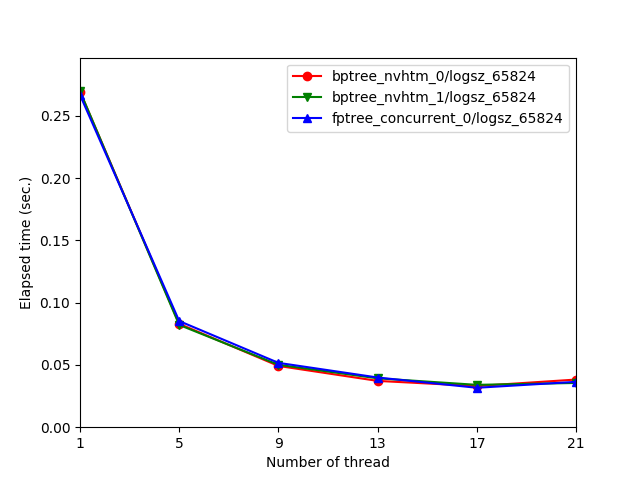 bptree_nvhtm_0/logsz_65824
bptree_nvhtm_1/logsz_65824
fptree_concurrent_0/logsz_65824
Elapsed time (sec.)
0.25
0.20
0.15
0.10
0.05
0.00
1 5 9 13 17 21
Number of thread